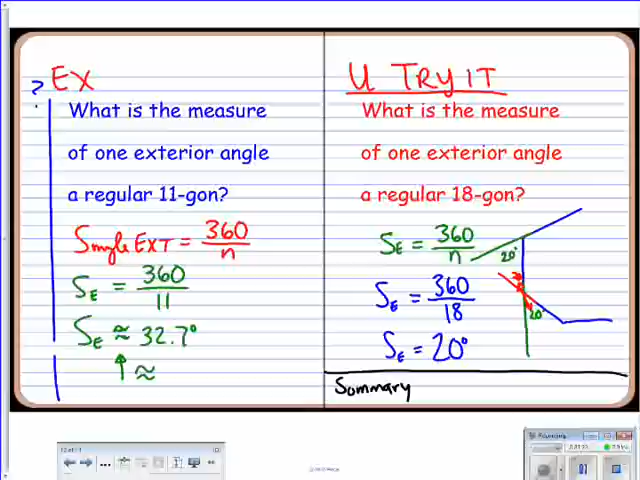 ?
EX
What is the measure
of one exterior angle
a regular 11-gon?
Single EXT = 360/n
S_E = 360/11
S_E ≈ 32.7°
↑ ≈
U TRY IT
What is the measure
of one exterior angle
a regular 18-gon?
S_E = 360/n
S_E = 360/18
S_E = 20°
20°
20°
Summary